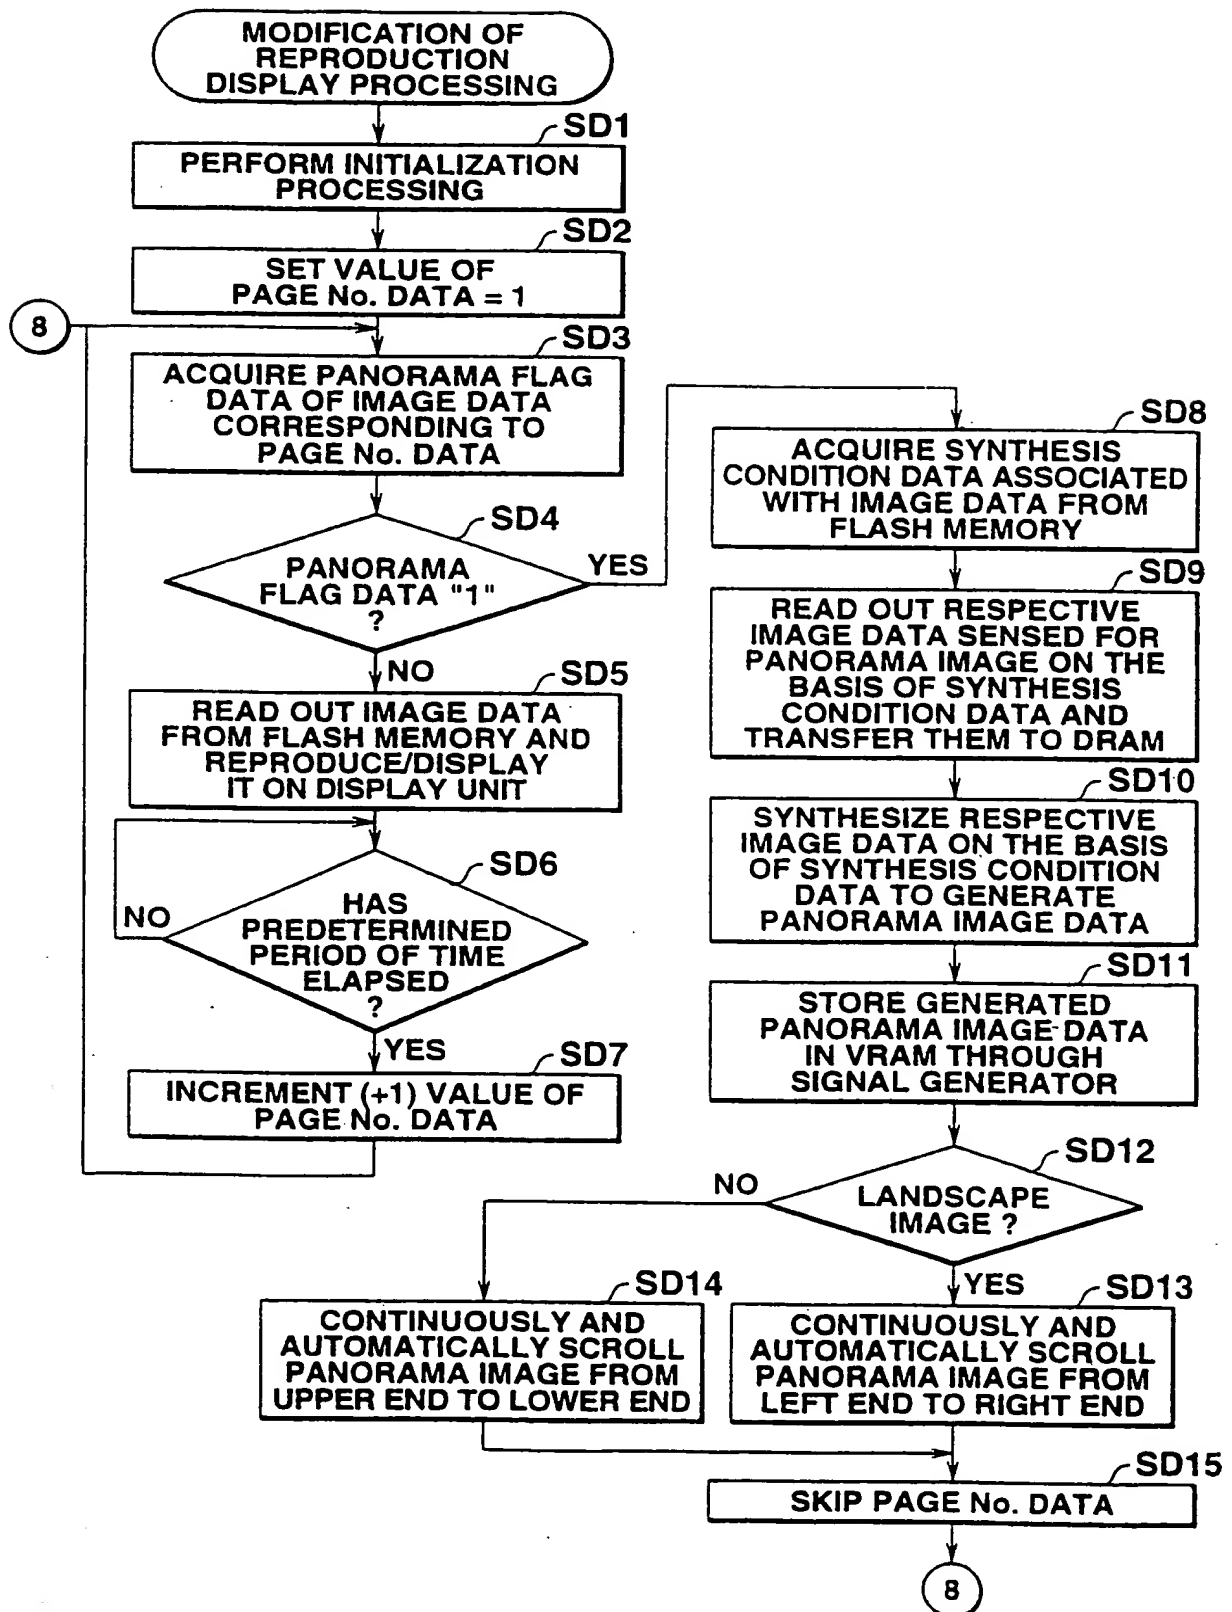 MODIFICATION OF
REPRODUCTION
DISPLAY PROCESSING
SD1
PERFORM INITIALIZATION
PROCESSING
SD2
SET VALUE OF
PAGE No. DATA = 1
8
SD3
ACQUIRE PANORAMA FLAG
DATA OF IMAGE DATA
CORRESPONDING TO
PAGE No. DATA
SD4
PANORAMA
FLAG DATA "1"
?
YES
NO
SD5
READ OUT IMAGE DATA
FROM FLASH MEMORY AND
REPRODUCE/DISPLAY
IT ON DISPLAY UNIT
SD6
HAS
PREDETERMINED
PERIOD OF TIME
ELAPSED
?
NO
YES
SD7
INCREMENT (+1) VALUE OF
PAGE No. DATA
SD8
ACQUIRE SYNTHESIS
CONDITION DATA ASSOCIATED
WITH IMAGE DATA FROM
FLASH MEMORY
SD9
READ OUT RESPECTIVE
IMAGE DATA SENSED FOR
PANORAMA IMAGE ON THE
BASIS OF SYNTHESIS
CONDITION DATA AND
TRANSFER THEM TO DRAM
SD10
SYNTHESIZE RESPECTIVE
IMAGE DATA ON THE BASIS
OF SYNTHESIS CONDITION
DATA TO GENERATE
PANORAMA IMAGE DATA
SD11
STORE GENERATED
PANORAMA IMAGE DATA
IN VRAM THROUGH
SIGNAL GENERATOR
SD12
LANDSCAPE
IMAGE ?
NO
YES
SD14
CONTINUOUSLY AND
AUTOMATICALLY SCROLL
PANORAMA IMAGE FROM
UPPER END TO LOWER END
SD13
CONTINUOUSLY AND
AUTOMATICALLY SCROLL
PANORAMA IMAGE FROM
LEFT END TO RIGHT END
SD15
SKIP PAGE No. DATA
8